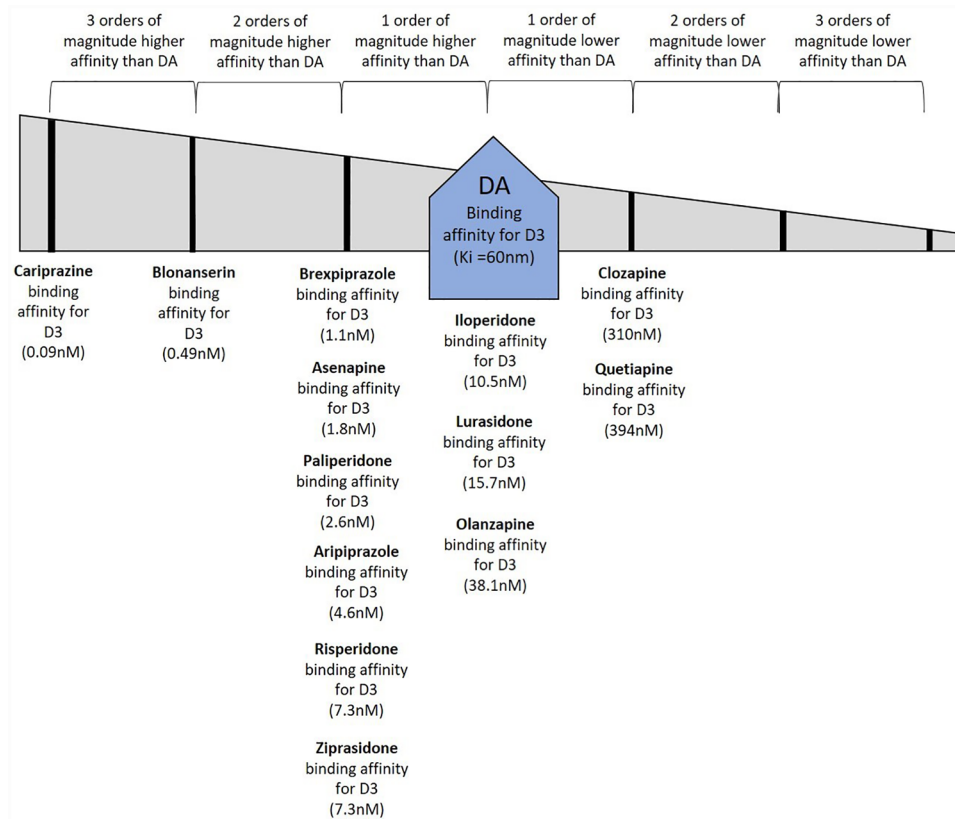 3 orders of
magnitude higher
affinity than DA
2 orders of
magnitude higher
affinity than DA
1 order of
magnitude higher
affinity than DA
1 order of
magnitude lower
affinity than DA
2 orders of
magnitude lower
affinity than DA
3 orders of
magnitude lower
affinity than DA
DA
Binding
affinity for D3
(Ki =60nm)
Cariprazine
binding
affinity for
D3
(0.09nM)
Blonanserin
binding
affinity for
D3
(0.49nM)
Brexpiprazole
binding affinity
for D3
(1.1nM)
Asenapine
binding affinity
for D3
(1.8nM)
Paliperidone
binding affinity
for D3
(2.6nM)
Aripiprazole
binding affinity
for D3
(4.6nM)
Risperidone
binding affinity
for D3
(7.3nM)
Ziprasidone
binding affinity
for D3
(7.3nM)
Iloperidone
binding affinity
for D3
(10.5nM)
Lurasidone
binding affinity
for D3
(15.7nM)
Olanzapine
binding affinity
for D3
(38.1nM)
Clozapine
binding affinity
for D3
(310nM)
Quetiapine
binding affinity
for D3
(394nM)